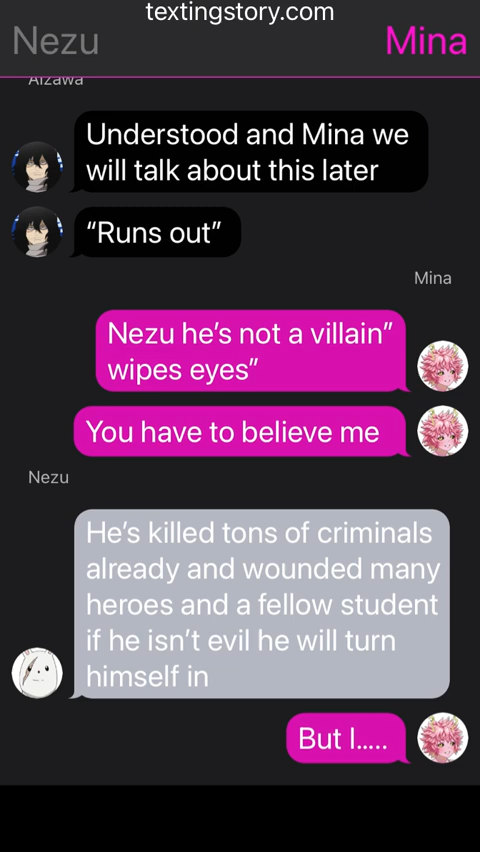 textingstory.com
Nezu
Mina
Aizawa
Understood and Mina we
will talk about this later
“Runs out”
Mina
Nezu he’s not a villain”
wipes eyes”
You have to believe me
Nezu
He’s killed tons of criminals
already and wounded many
heroes and a fellow student
if he isn’t evil he will turn
himself in
But I.....